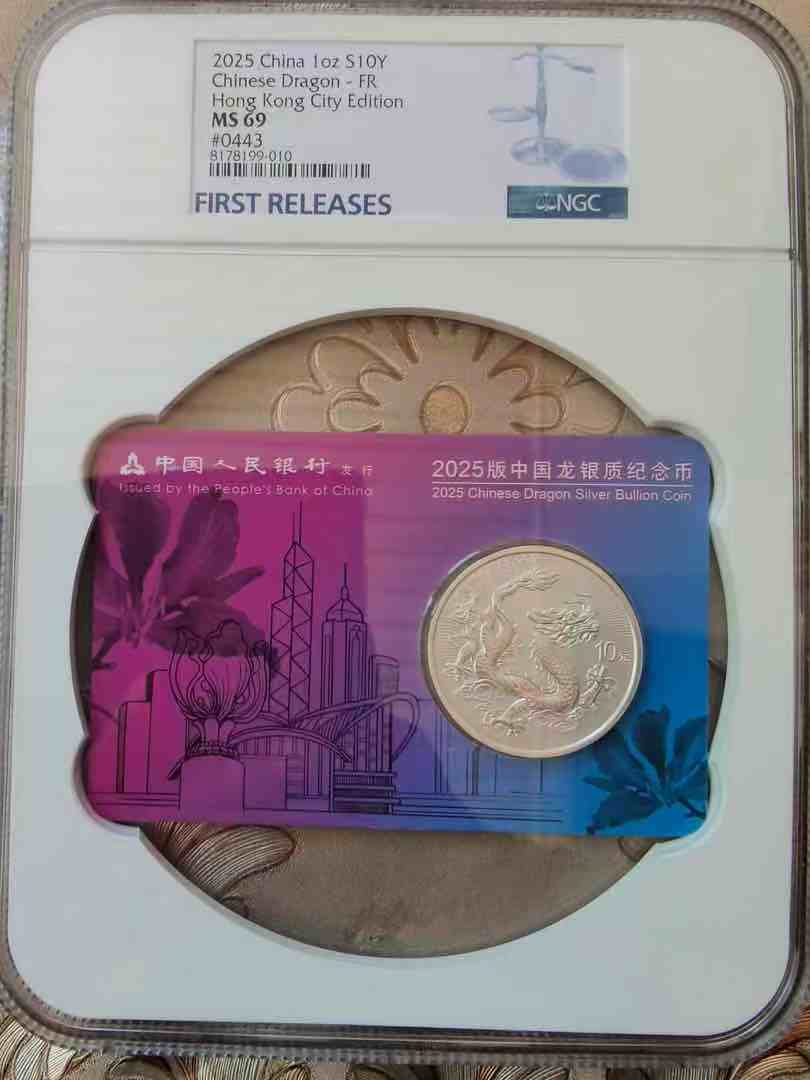 2025 China 1oz S10Y
Chinese Dragon - FR
Hong Kong City Edition
MS 69
#0443
8178199-010
FIRST RELEASES
NGC
中国人民银行 发行
Issued by the People's Bank of China
2025版中国龙银质纪念币
2025 Chinese Dragon Silver Bullion Coin
10元